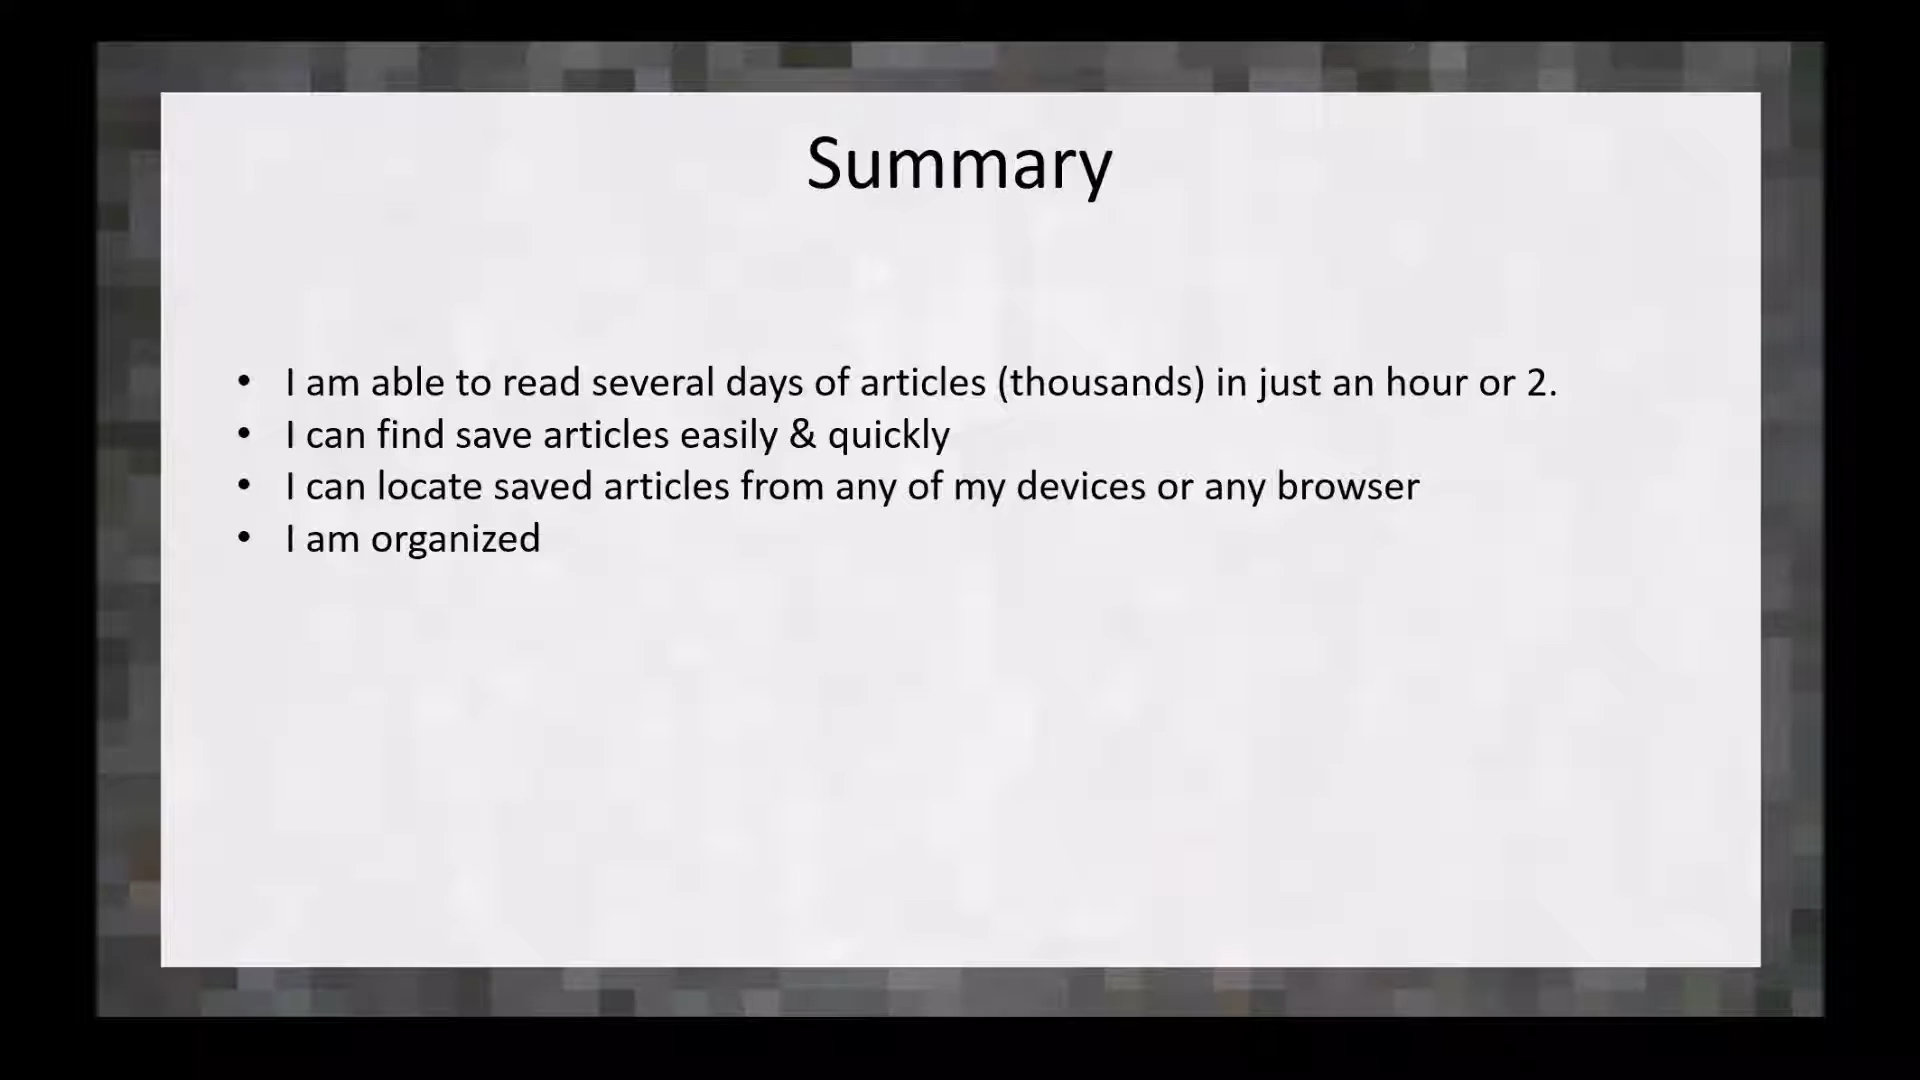 Summary
• I am able to read several days of articles (thousands) in just an hour or 2.
• I can find save articles easily & quickly
• I can locate saved articles from any of my devices or any browser
• I am organized